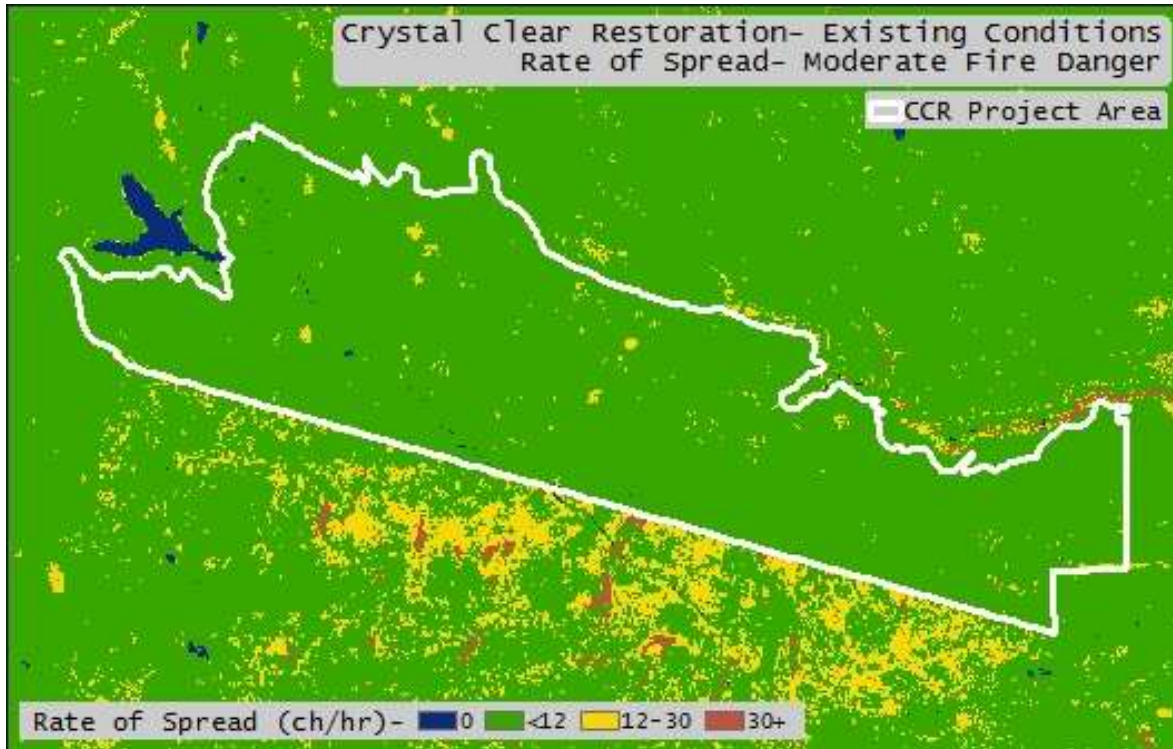 Crystal Clear Restoration- Existing Conditions
Rate of Spread- Moderate Fire Danger
CCR Project Area
Rate of Spread (ch/hr)- 0 <12 12-30 30+